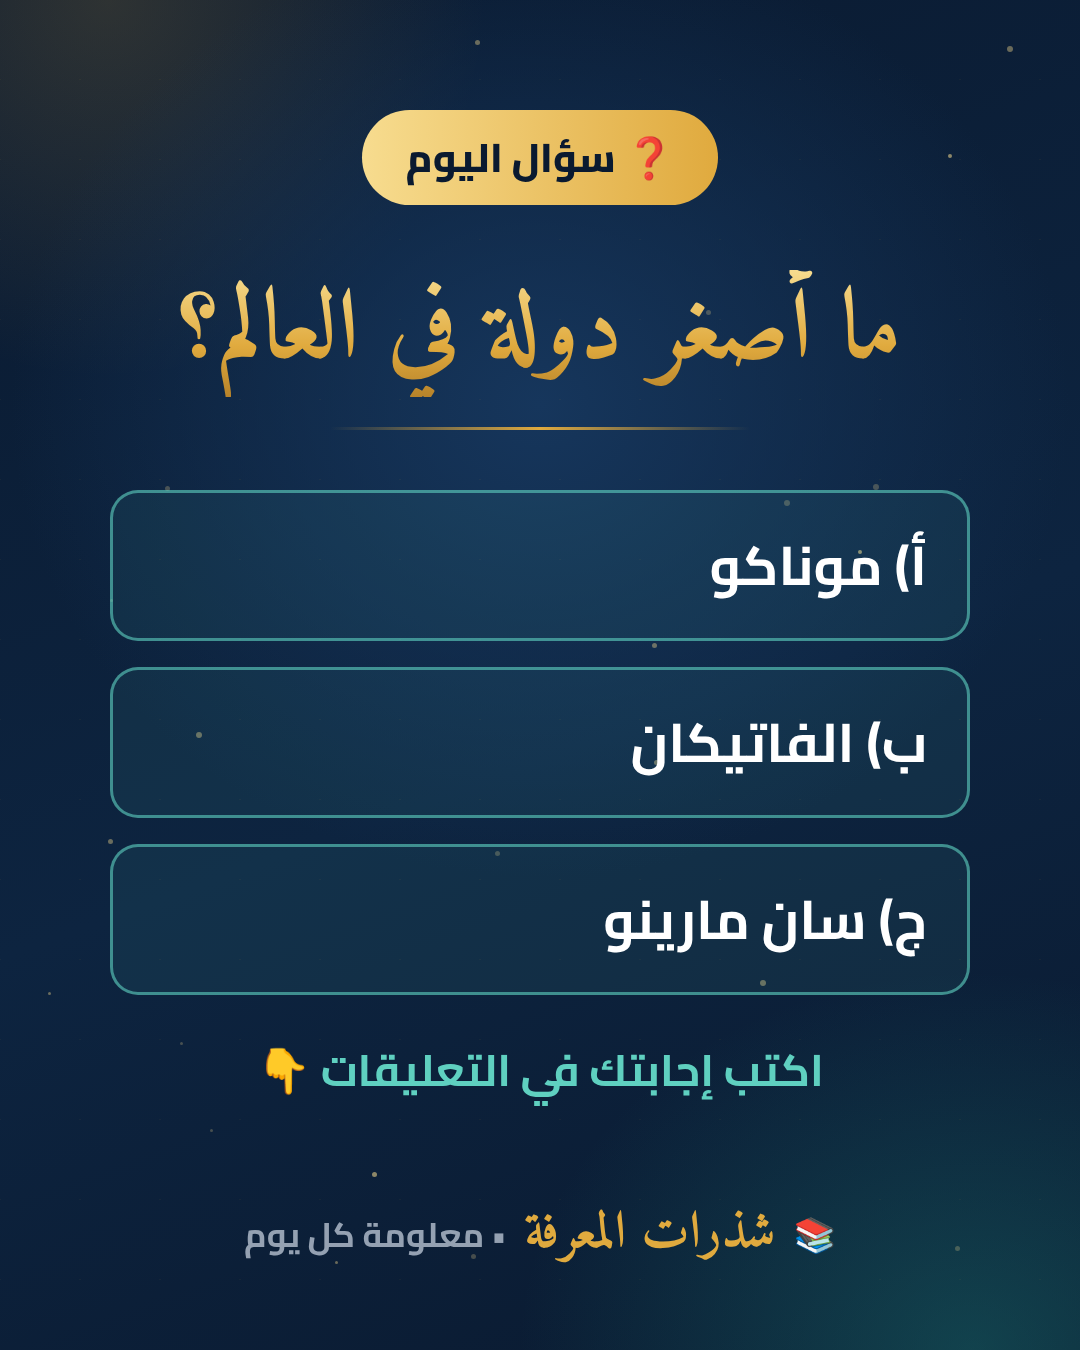 ❓ سؤال اليوم
ما أصغر دولة في العالم؟
أ) موناكو
ب) الفاتيكان
ج) سان مارينو
اكتب إجابتك في التعليقات 👇
📚 شذرات المعرفة ▪ معلومة كل يوم